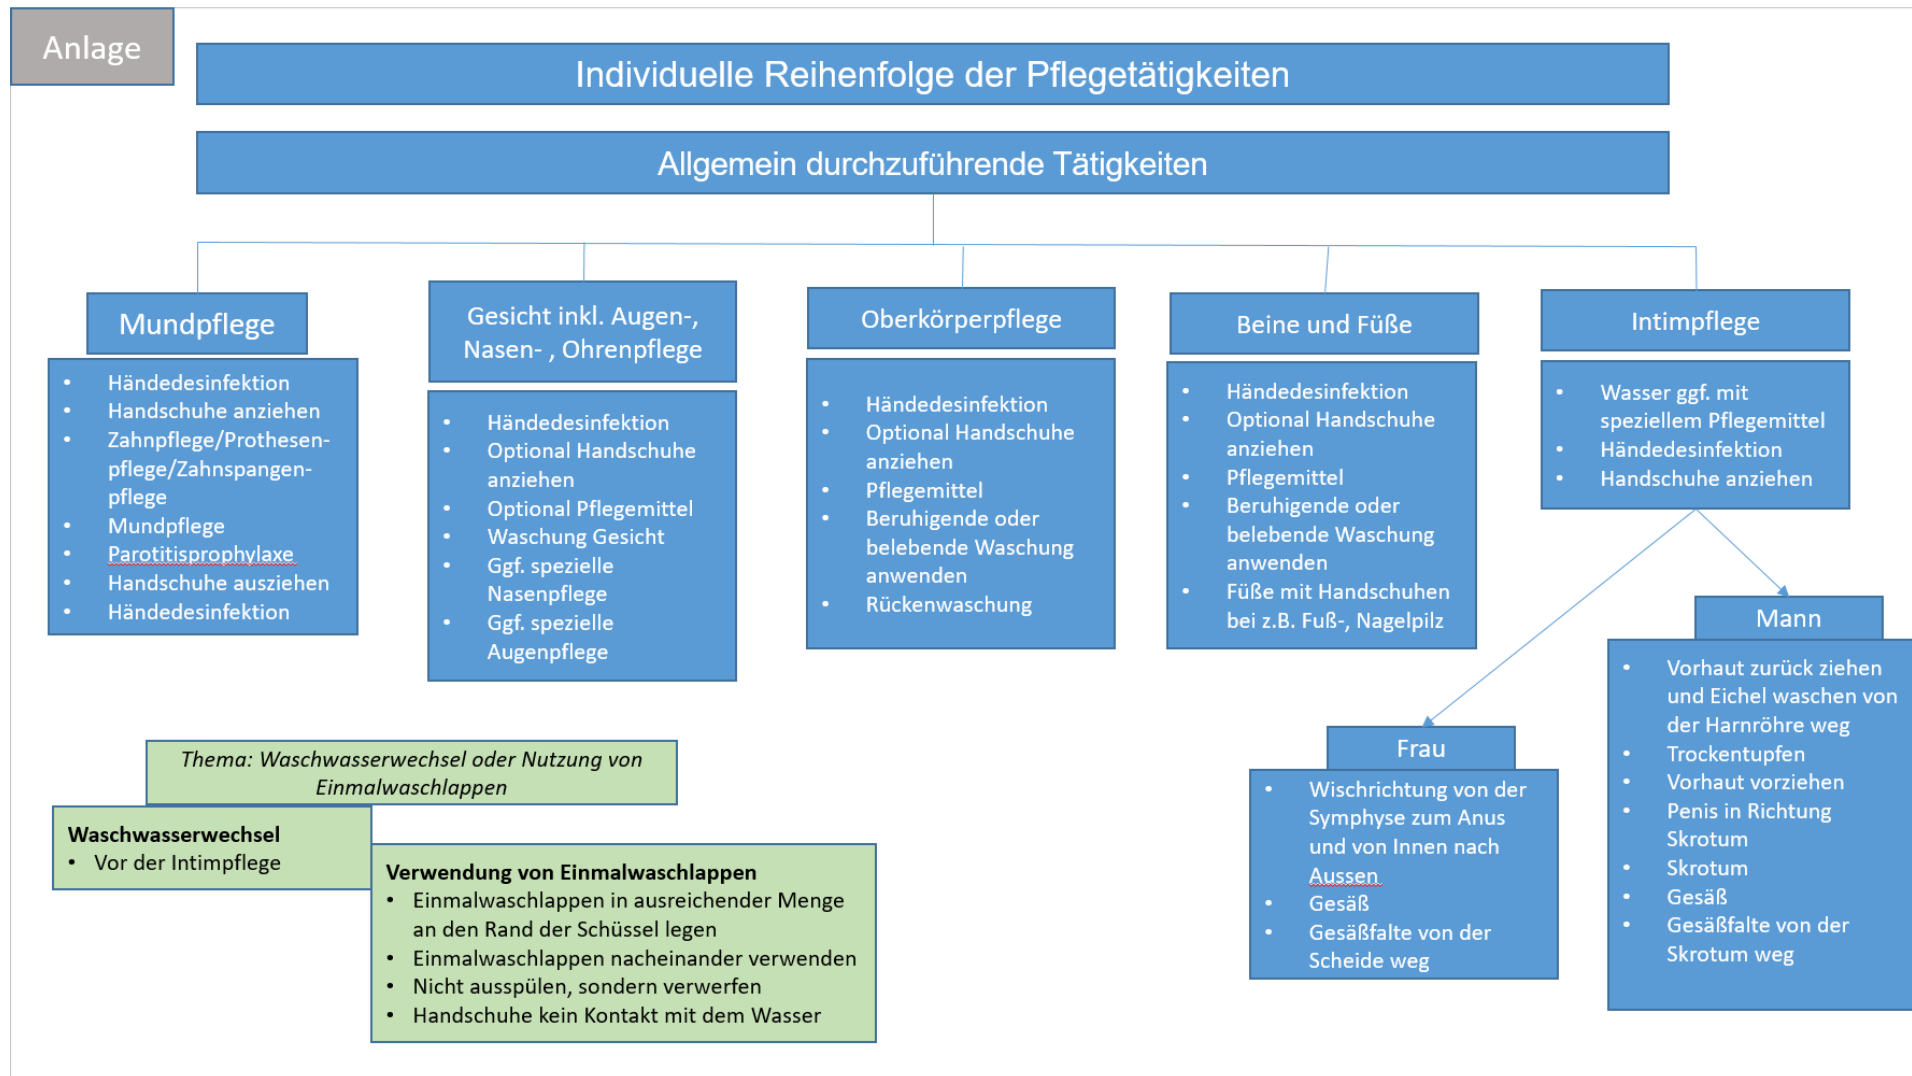 Anlage
Individuelle Reihenfolge der Pflegetätigkeiten
Allgemein durchzuführende Tätigkeiten
Mundpflege
• Händedesinfektion
• Handschuhe anziehen
• Zahnpflege/Prothesen-
pflege/Zahnspangen-
pflege
• Mundpflege
• Parotitisprophylaxe
• Handschuhe ausziehen
• Händedesinfektion
Gesicht inkl. Augen-,
Nasen- , Ohrenpflege
• Händedesinfektion
• Optional Handschuhe
anziehen
• Optional Pflegemittel
• Waschung Gesicht
• Ggf. spezielle
Nasenpflege
• Ggf. spezielle
Augenpflege
Oberkörperpflege
• Händedesinfektion
• Optional Handschuhe
anziehen
• Pflegemittel
• Beruhigende oder
belebende Waschung
anwenden
• Rückenwaschung
Beine und Füße
• Händedesinfektion
• Optional Handschuhe
anziehen
• Pflegemittel
• Beruhigende oder
belebende Waschung
anwenden
• Füße mit Handschuhen
bei z.B. Fuß-, Nagelpilz
Intimpflege
• Wasser ggf. mit
speziellem Pflegemittel
• Händedesinfektion
• Handschuhe anziehen
Frau
• Wischrichtung von der
Symphyse zum Anus
und von Innen nach
Aussen
• Gesäß
• Gesäßfalte von der
Scheide weg
Mann
• Vorhaut zurück ziehen
und Eichel waschen von
der Harnröhre weg
• Trockentupfen
• Vorhaut vorziehen
• Penis in Richtung
Skrotum
• Skrotum
• Gesäß
• Gesäßfalte von der
Skrotum weg
Thema: Waschwasserwechsel oder Nutzung von
Einmalwaschlappen
Waschwasserwechsel
• Vor der Intimpflege
Verwendung von Einmalwaschlappen
• Einmalwaschlappen in ausreichender Menge
an den Rand der Schüssel legen
• Einmalwaschlappen nacheinander verwenden
• Nicht ausspülen, sondern verwerfen
• Handschuhe kein Kontakt mit dem Wasser